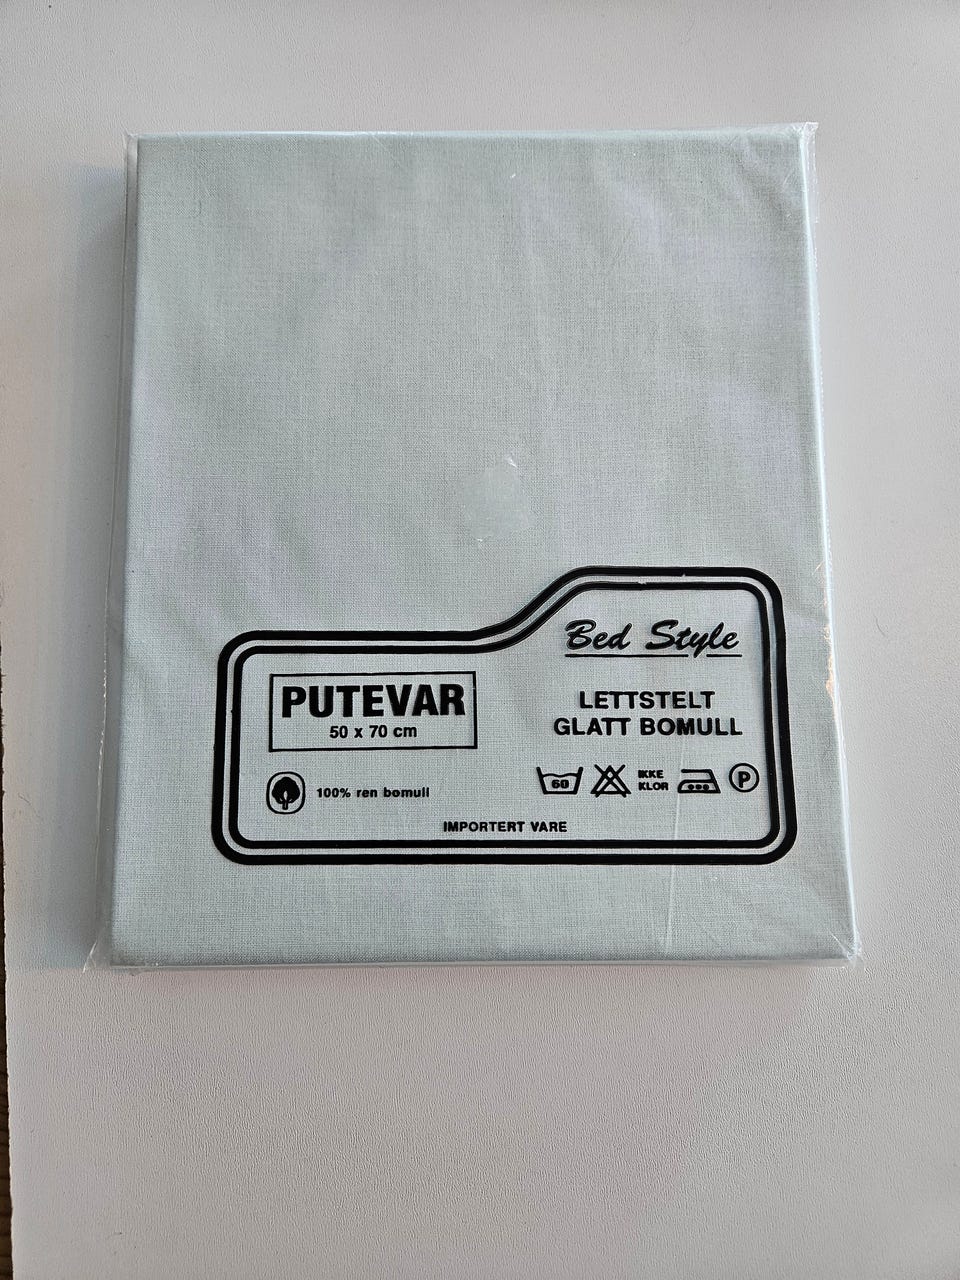 Bed Style
PUTEVAR
50 x 70 cm
LETTSTELT
GLATT BOMULL
100% ren bomull
60
IKKE
KLOR
P
IMPORTERT VARE